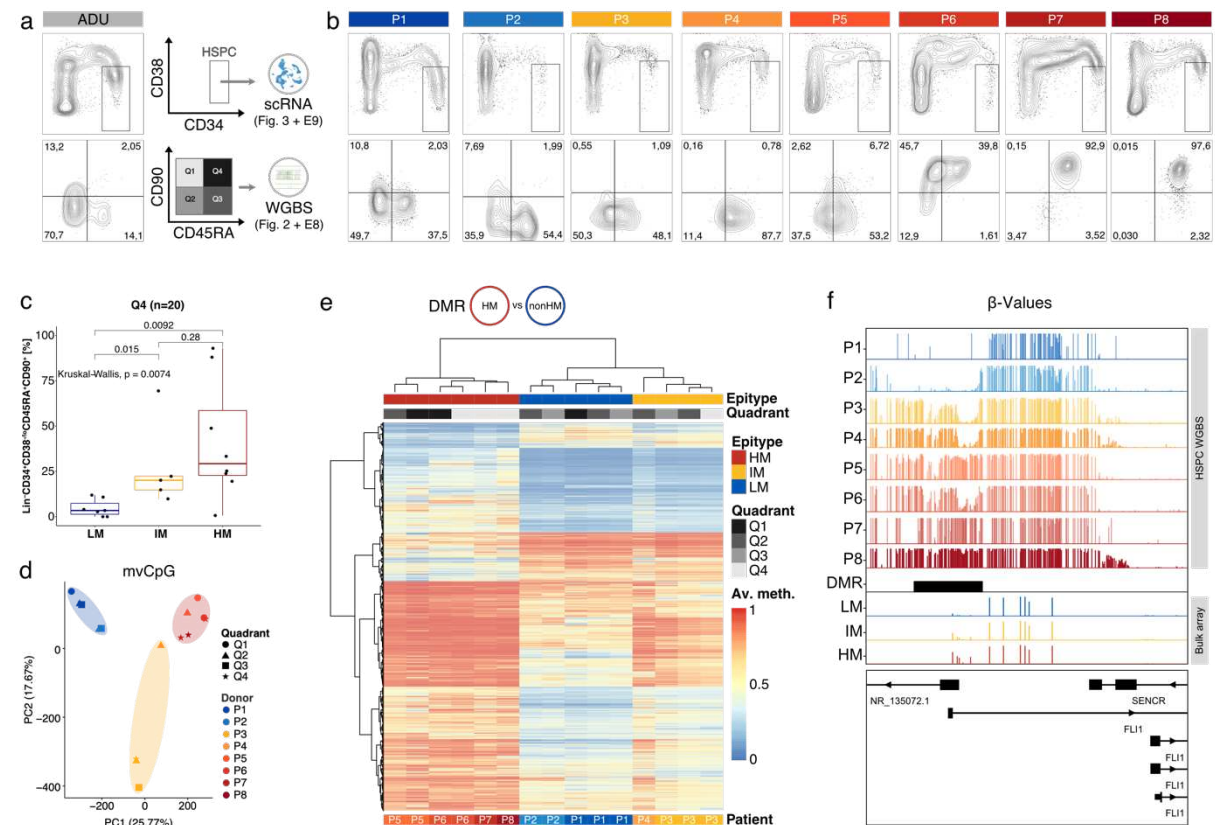 a
ADU
CD38
HSPC
CD34
scRNA
(Fig. 3 + E9)
13,2
2,05
70,7
14,1
CD90
Q1
Q4
Q2
Q3
CD45RA
WGBS
(Fig. 2 + E8)
b
P1
P2
P3
P4
P5
P6
P7
P8
10,8
2,03
49,7
37,5
7,69
1,99
35,9
54,4
0,55
1,09
50,3
48,1
0,16
0,78
11,4
87,7
2,62
6,72
37,5
53,2
45,7
39,8
12,9
1,61
0,15
92,9
3,47
3,52
0,015
97,6
0,030
2,32
c
Q4 (n=20)
0.0092
0.28
0.015
Kruskal-Wallis, p = 0.0074
100
75
50
25
0
LM
IM
HM
d
mvCpG
0
−200
−400
PC2 (17.67%)
−200
0
200
PC1 (25.77%)
Quadrant
Q1
Q2
Q3
Q4
Donor
P1
P2
P3
P4
P5
P6
P7
P8
e
DMR
HM
vs
nonHM
Epitype
Quadrant
Epitype
HM
IM
LM
Quadrant
Q1
Q2
Q3
Q4
Av. meth.
1
0.5
0
P5 P5 P6 P6 P7 P8 P2 P2 P1 P1 P1 P4 P3 P3 P3
Patient
f
β-Values
P1
P2
P3
P4
P5
P6
P7
P8
HSPC WGBS
DMR
LM
IM
HM
Bulk array
NR_135072.1
SENCR
FLI1
FLI1
FLI1
FLI1